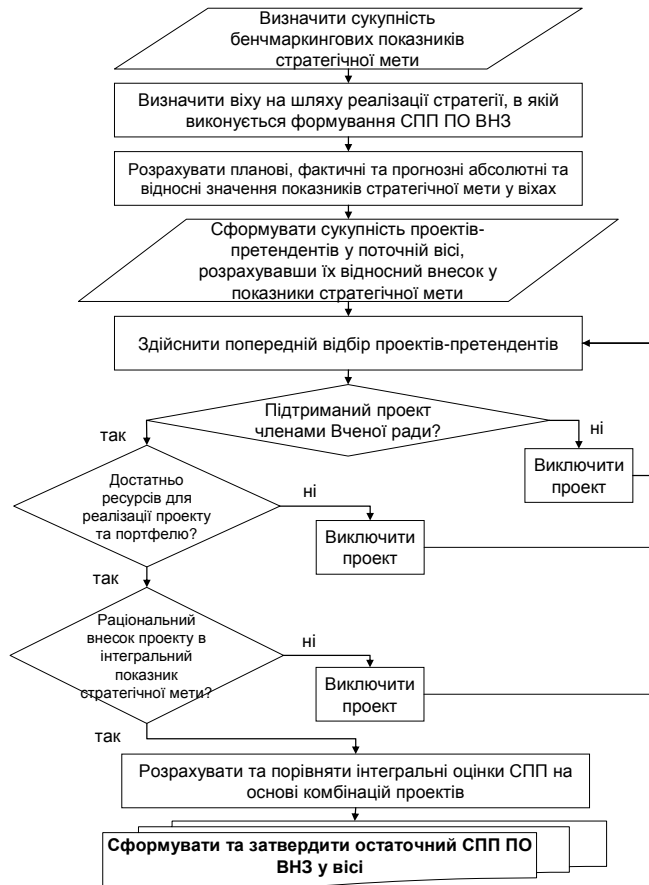 Визначити сукупність
бенчмаркингових показників
стратегічної мети
Визначити віху на шляху реалізації стратегії, в якій
виконується формування СПП ПО ВНЗ
Розрахувати планові, фактичні та прогнозні абсолютні та
відносні значення показників стратегічної мети у віхах
Сформувати сукупність проектів-
претендентів у поточній вісі,
розрахувавши їх відносний внесок у
показники стратегічної мети
Здійснити попередній відбір проектів-претендентів
Підтриманий проект
членами Вченої ради?
так
ні
Виключити
проект
Достатньо
ресурсів для
реалізації проекту
та портфелю?
ні
Виключити
проект
так
Раціональний
внесок проекту в
інтегральний
показник
стратегічної мети?
ні
Виключити
проект
так
Розрахувати та порівняти інтегральні оцінки СПП на
основі комбінацій проектів
Сформувати та затвердити остаточний СПП ПО
ВНЗ у вісі